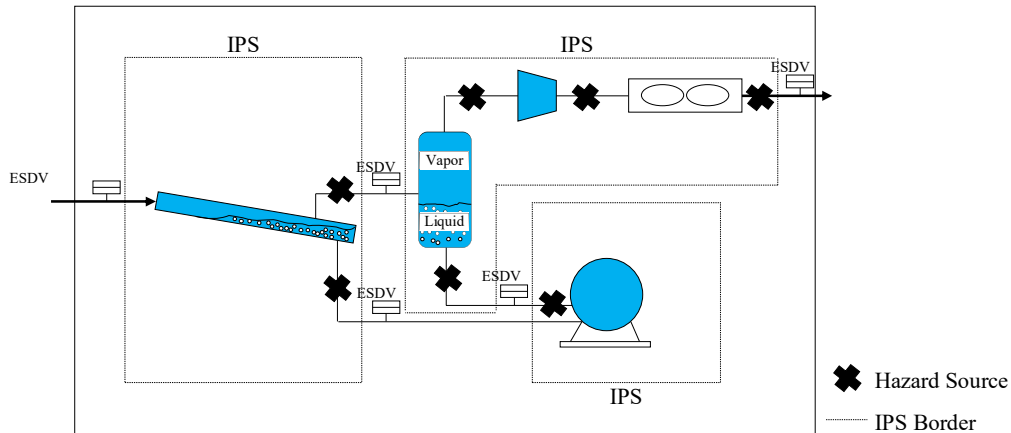 IPS
IPS
ESDV
Vapor
ESDV
ESDV
Liquid
ESDV
ESDV
IPS
Hazard Source
IPS Border